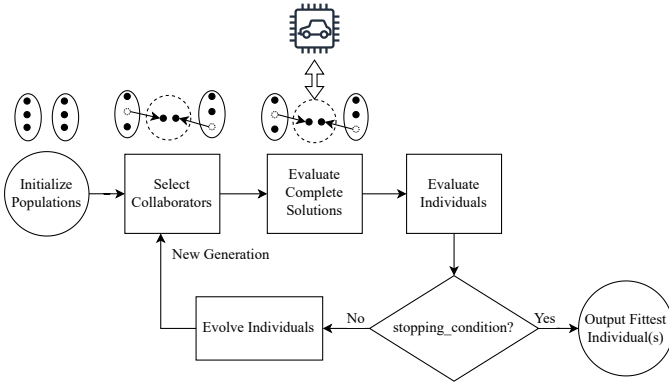 Initialize
Populations
Select
Collaborators
Evaluate
Complete
Solutions
Evaluate
Individuals
New Generation
Evolve Individuals
No
stopping_condition?
Yes
Output Fittest
Individual(s)